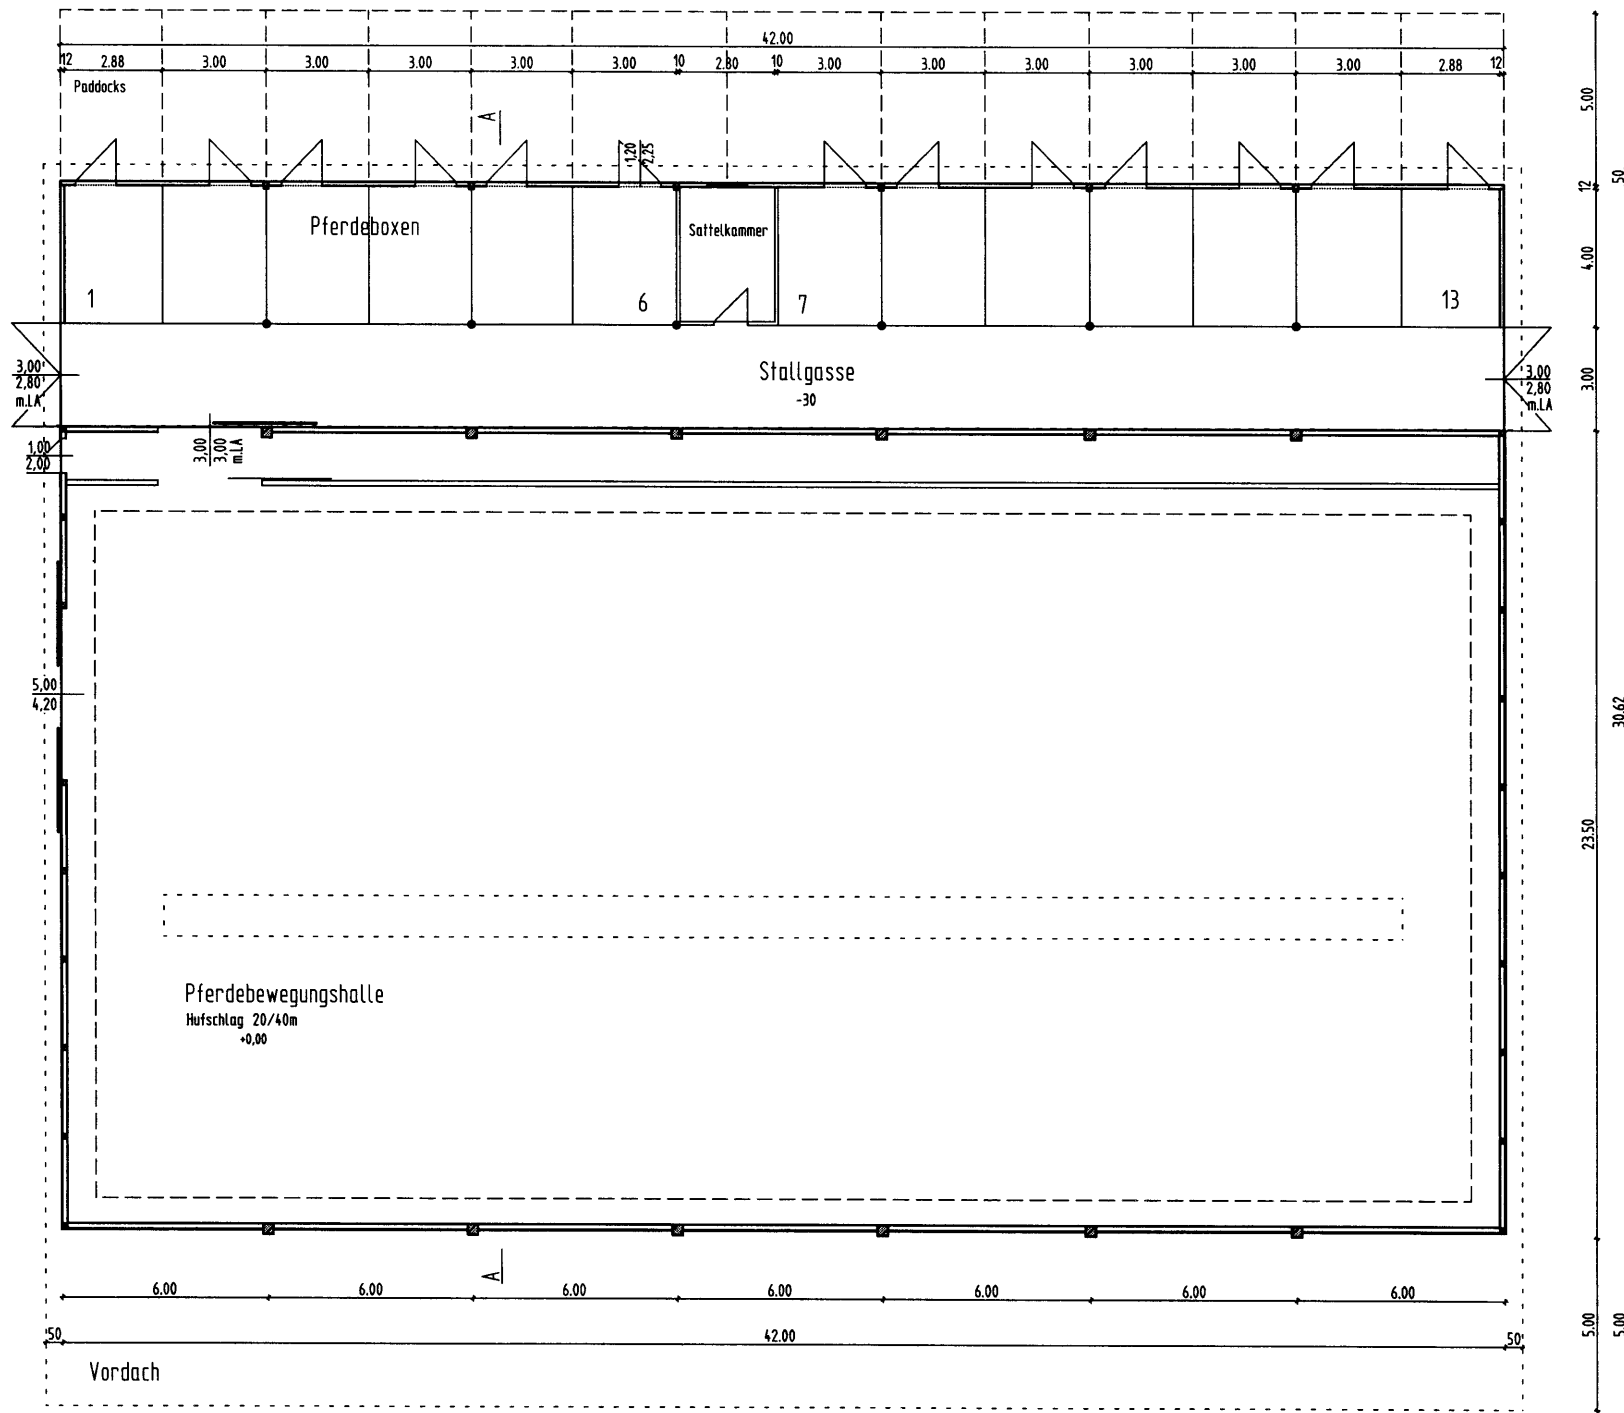 42.00
12 2.88 3.00 3.00 3.00 3.00 3.00 10 2.80 10 3.00 3.00 3.00 3.00 3.00 3.00 2.88 12
Paddocks
5.00
A
1,20
2,25
12
50
Pferdeboxen
Sattelkammer
4.00
1
6
7
13
3,00
2,80
m.LA
Stallgasse
-30
3,00
2,80
m.LA
3.00
1,00
2,00
3,00
3,00
m.LA
5,00
4,20
30.62
23.50
Pferdebewegungshalle
Hufschlag 20/40m
+0,00
A
6.00 6.00 6.00 6.00 6.00 6.00 6.00
50 42.00 50
5.00
5.00
Vordach